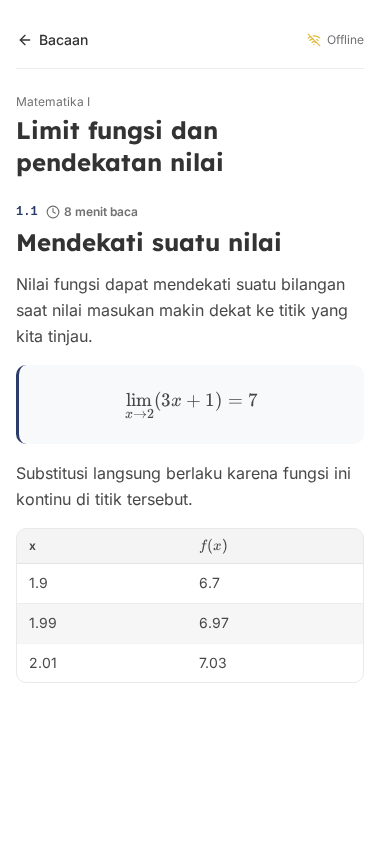 Bacaan
Offline
Matematika I
Limit fungsi dan
pendekatan nilai
1.1 8 menit baca
Mendekati suatu nilai
Nilai fungsi dapat mendekati suatu bilangan
saat nilai masukan makin dekat ke titik yang
kita tinjau.
lim x→2 (3x + 1) = 7
Substitusi langsung berlaku karena fungsi ini
kontinu di titik tersebut.
x f(x)
1.9 6.7
1.99 6.97
2.01 7.03